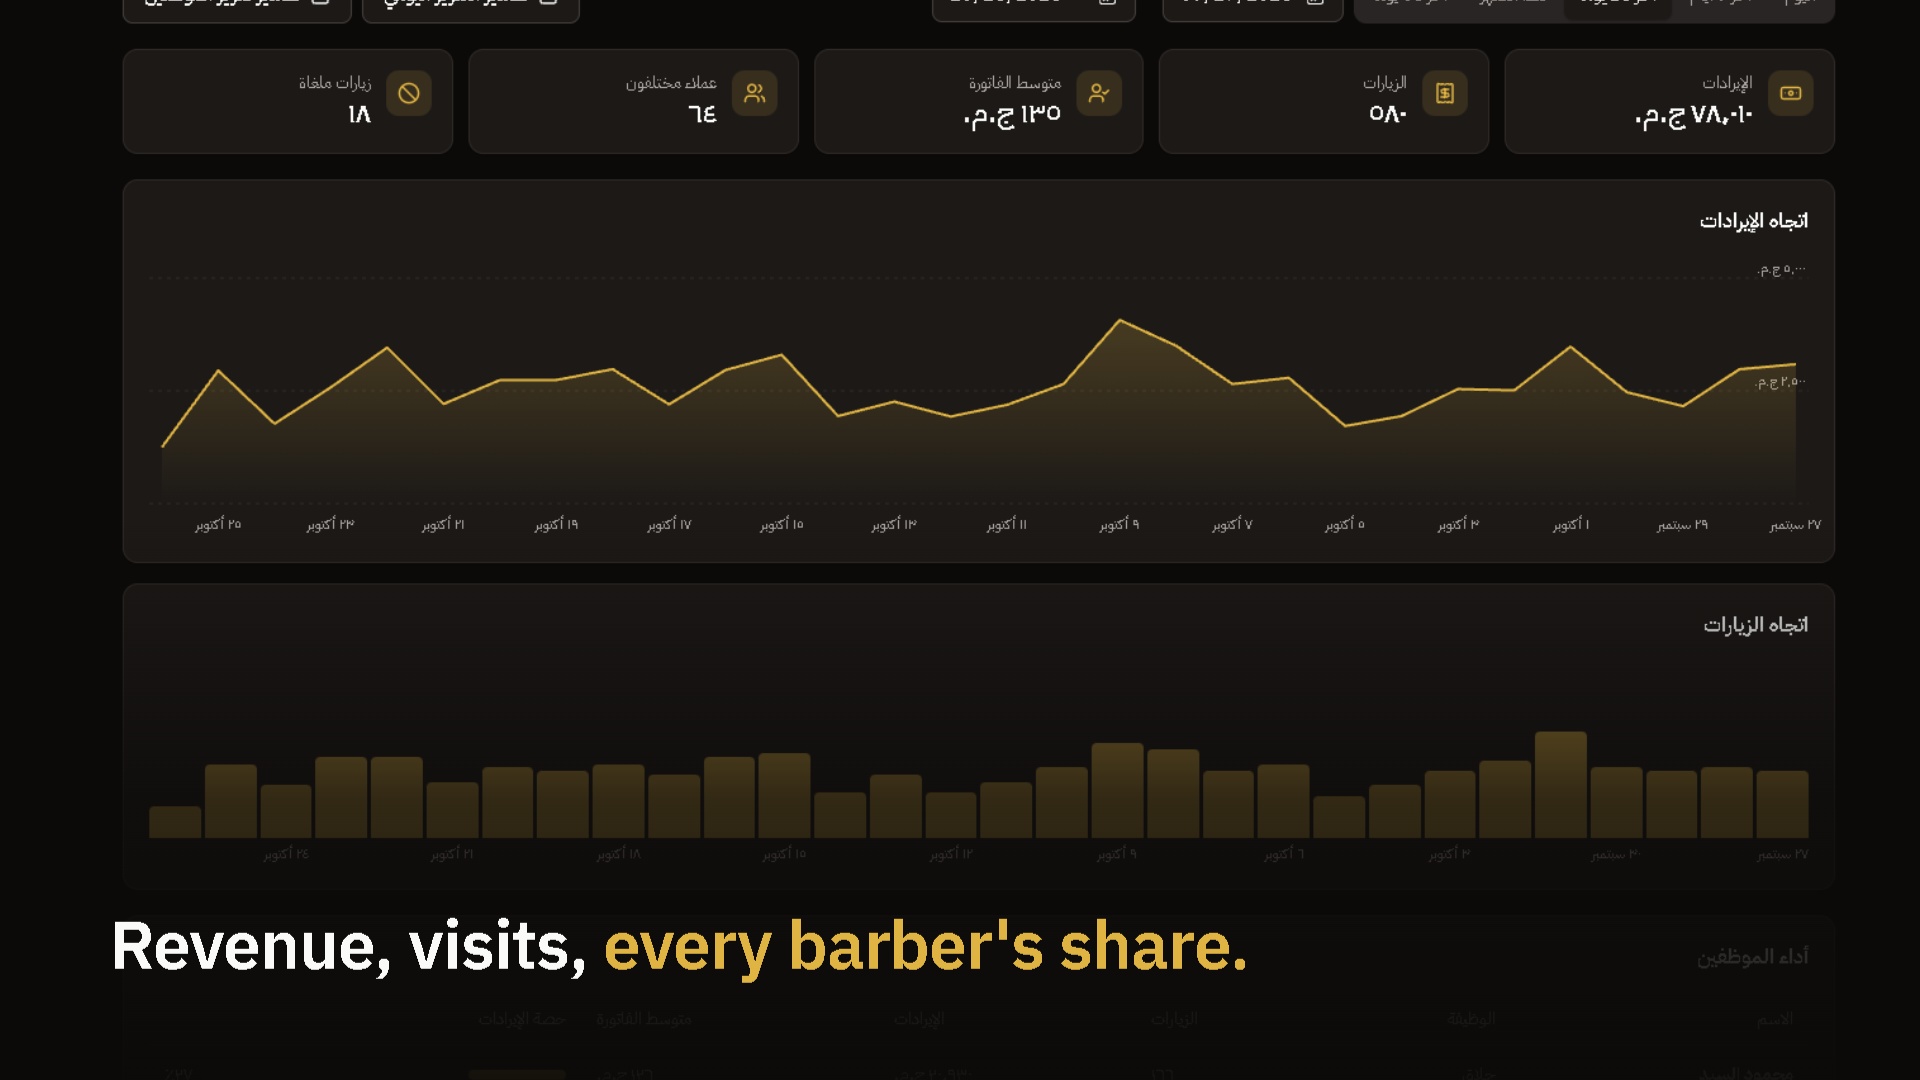 الإيرادات
٧٨,٠١٠ ج.م.
الزيارات
٥٨٠
متوسط الفاتورة
١٣٥ ج.م.
عملاء مختلفون
٦٤
زيارات ملغاة
١٨
اتجاه الإيرادات
٥,٠٠٠ ج.م.
٢,٥٠٠ ج.م.
٢٧ سبتمبر ٢٩ سبتمبر ١ أكتوبر ٣ أكتوبر ٥ أكتوبر ٧ أكتوبر ٩ أكتوبر ١١ أكتوبر ١٣ أكتوبر ١٥ أكتوبر ١٧ أكتوبر ١٩ أكتوبر ٢١ أكتوبر ٢٣ أكتوبر ٢٥ أكتوبر
اتجاه الزيارات
٢٧ سبتمبر ٣٠ سبتمبر ٣ أكتوبر ٦ أكتوبر ٩ أكتوبر ١٢ أكتوبر ١٥ أكتوبر ١٨ أكتوبر ٢١ أكتوبر ٢٤ أكتوبر
Revenue, visits, every barber's share.
أداء الموظفين
الاسم الوظيفة الزيارات الإيرادات متوسط الفاتورة حصة الإيرادات